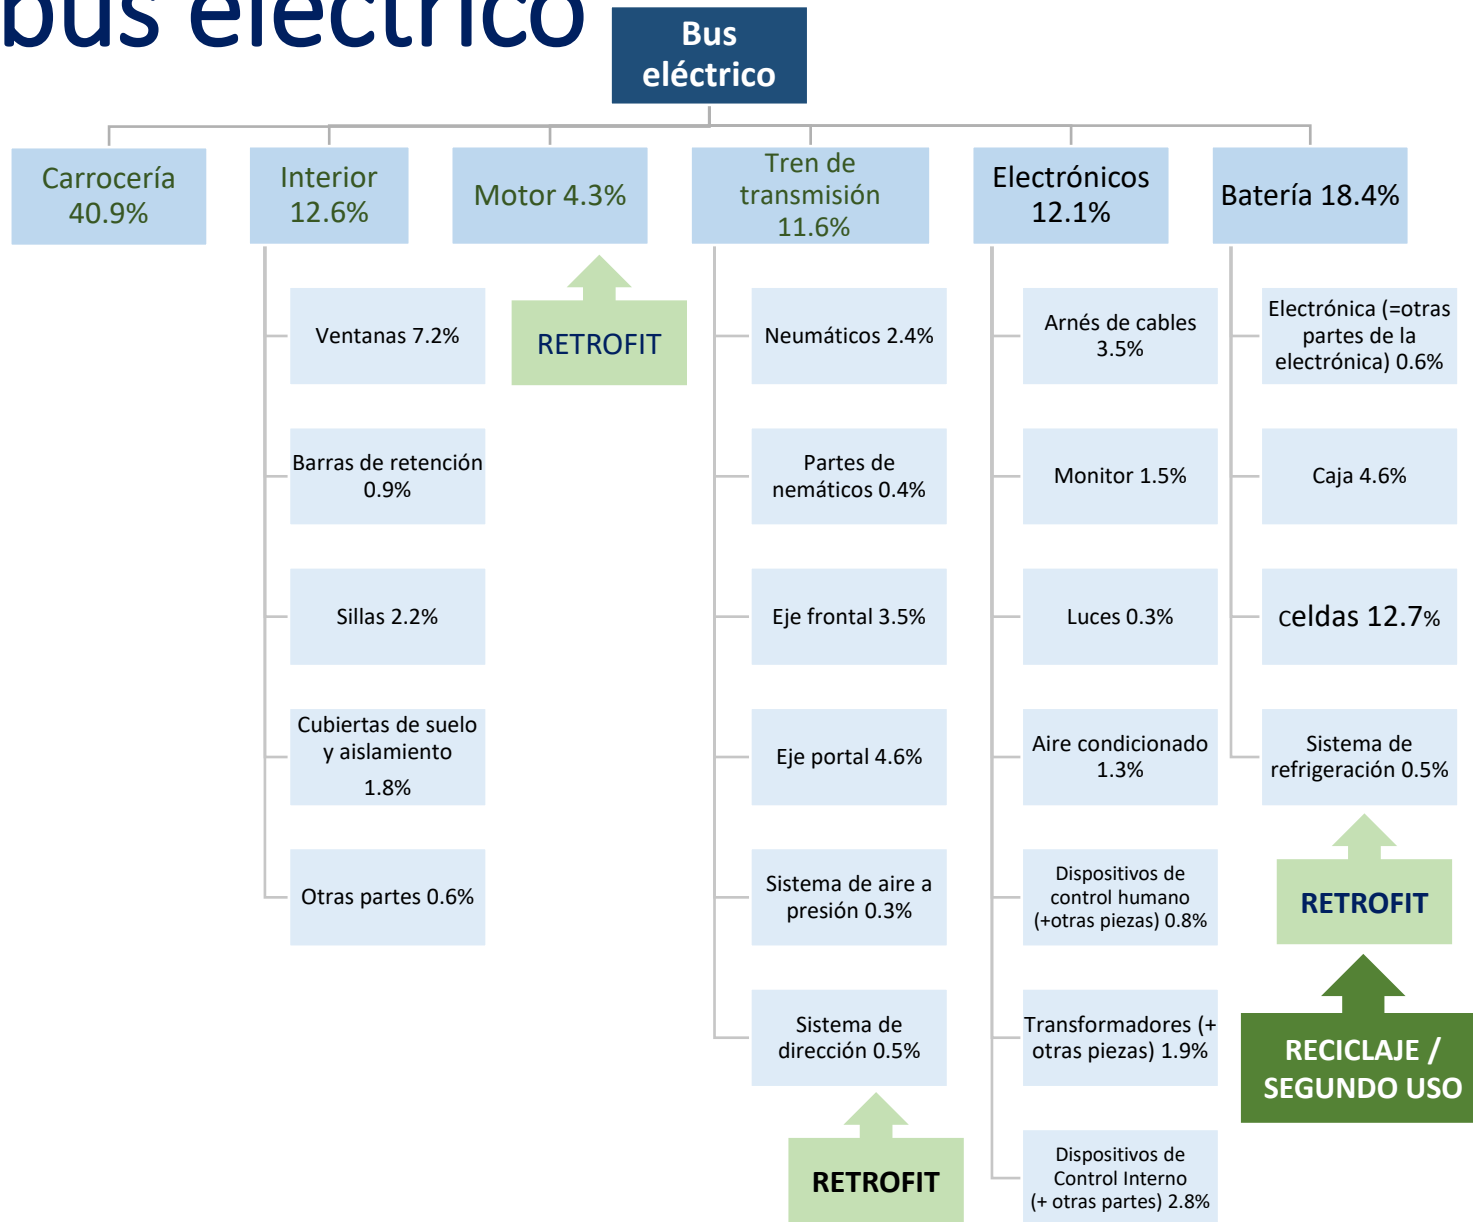 bus eléctrico
Bus
eléctrico
Carrocería
40.9%
Interior
12.6%
Motor 4.3%
Tren de
transmisión
11.6%
Electrónicos
12.1%
Batería 18.4%
Ventanas 7.2%
Barras de retención
0.9%
Sillas 2.2%
Cubiertas de suelo
y aislamiento
1.8%
Otras partes 0.6%
RETROFIT
Neumáticos 2.4%
Partes de
nemáticos 0.4%
Eje frontal 3.5%
Eje portal 4.6%
Sistema de aire a
presión 0.3%
Sistema de
dirección 0.5%
RETROFIT
Arnés de cables
3.5%
Monitor 1.5%
Luces 0.3%
Aire condicionado
1.3%
Dispositivos de
control humano
(+otras piezas) 0.8%
Transformadores (+
otras piezas) 1.9%
Dispositivos de
Control Interno
(+ otras partes) 2.8%
Electrónica (=otras
partes de la
electrónica) 0.6%
Caja 4.6%
celdas 12.7%
Sistema de
refrigeración 0.5%
RETROFIT
RECICLAJE /
SEGUNDO USO